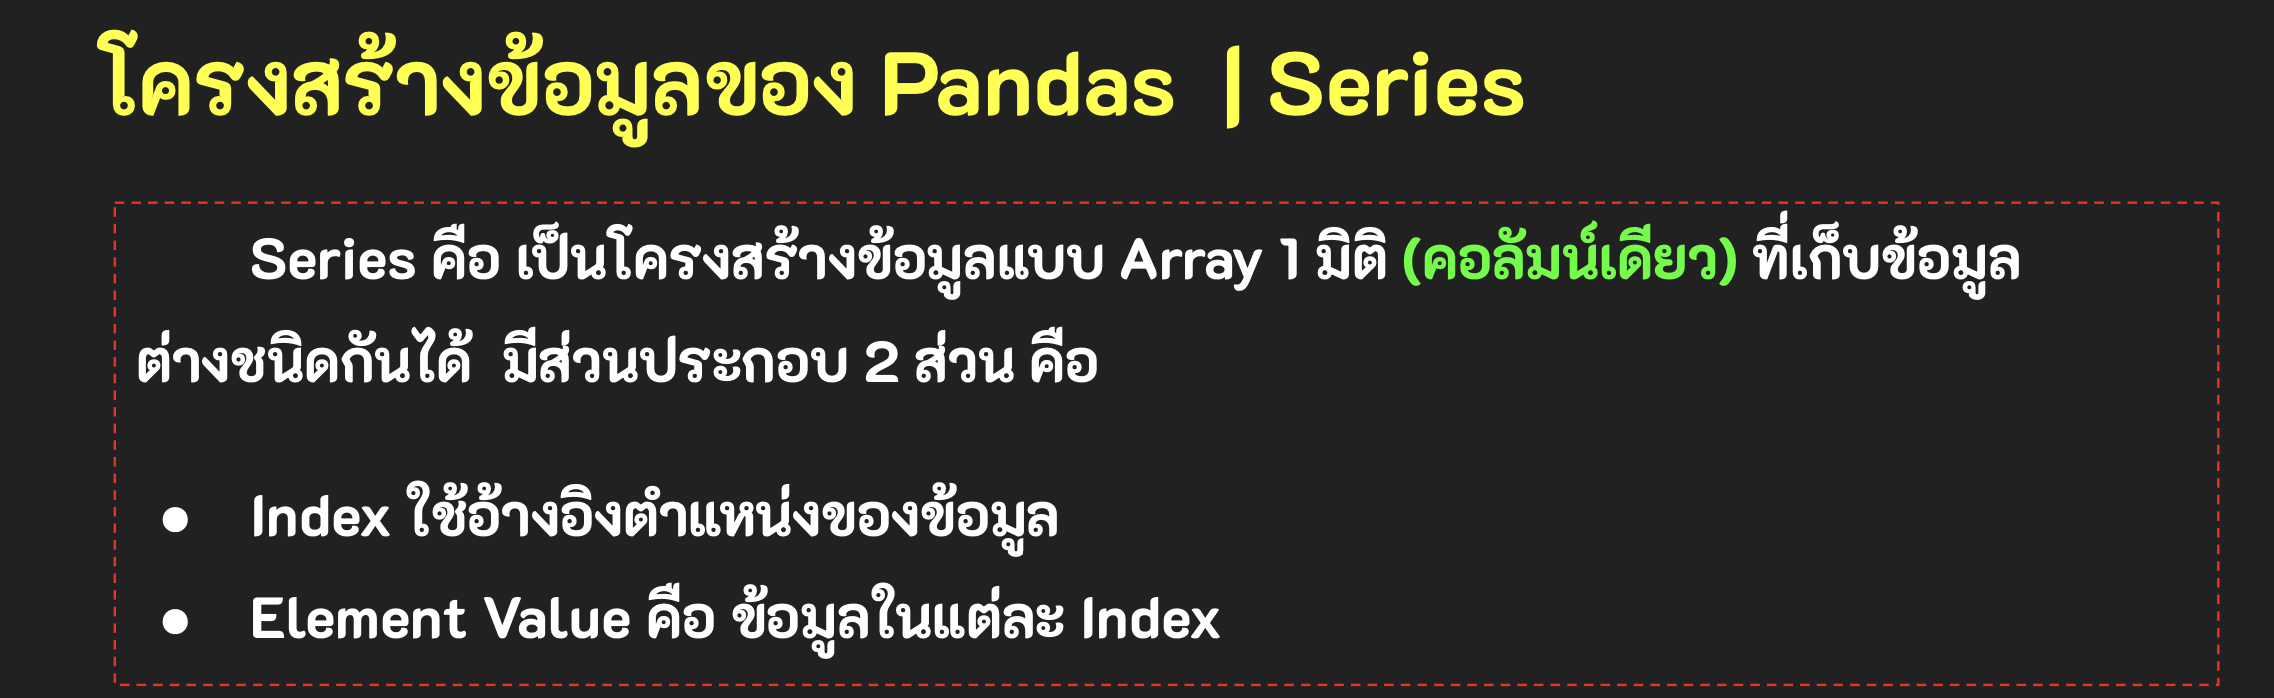 โครงสร้างข้อมูลของ Pandas | Series
Series คือ เป็นโครงสร้างข้อมูลแบบ Array 1 มิติ (คอลัมน์เดียว) ที่เก็บข้อมูล
ต่างชนิดกันได้ มีส่วนประกอบ 2 ส่วน คือ
● Index ใช้อ้างอิงตำแหน่งของข้อมูล
● Element Value คือ ข้อมูลในแต่ละ Index